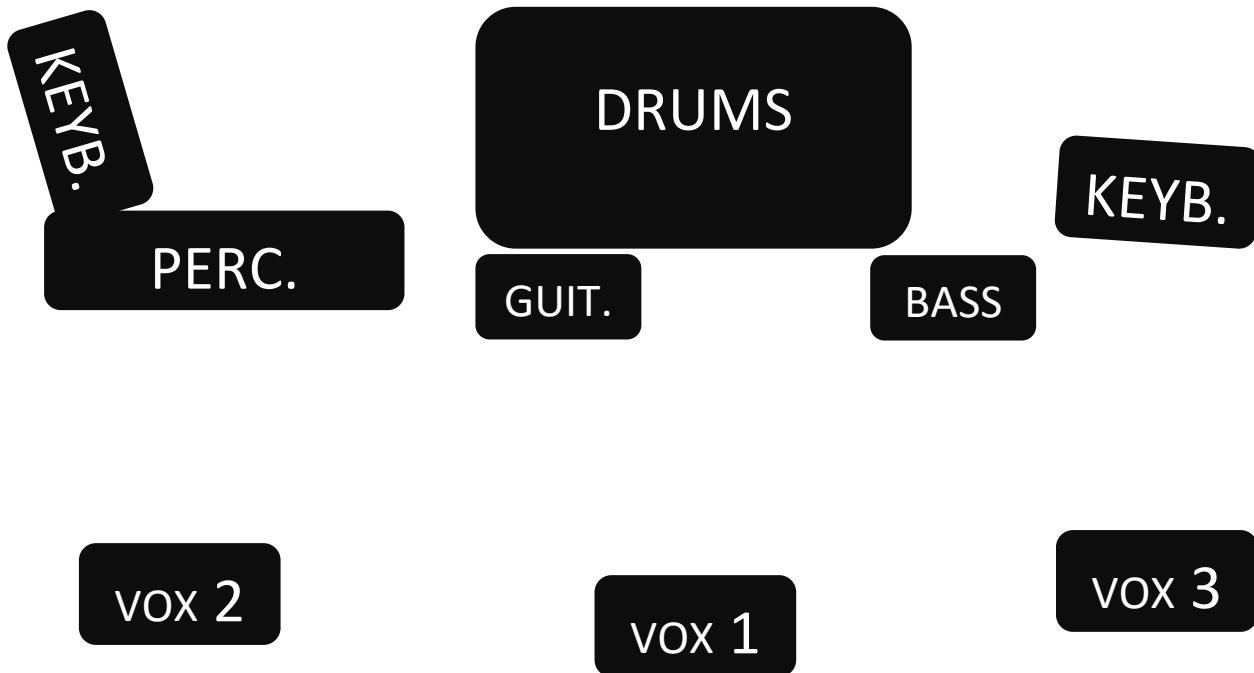 KEYB.
DRUMS
KEYB.
PERC.
GUIT.
BASS
VOX 2
VOX 1
VOX 3